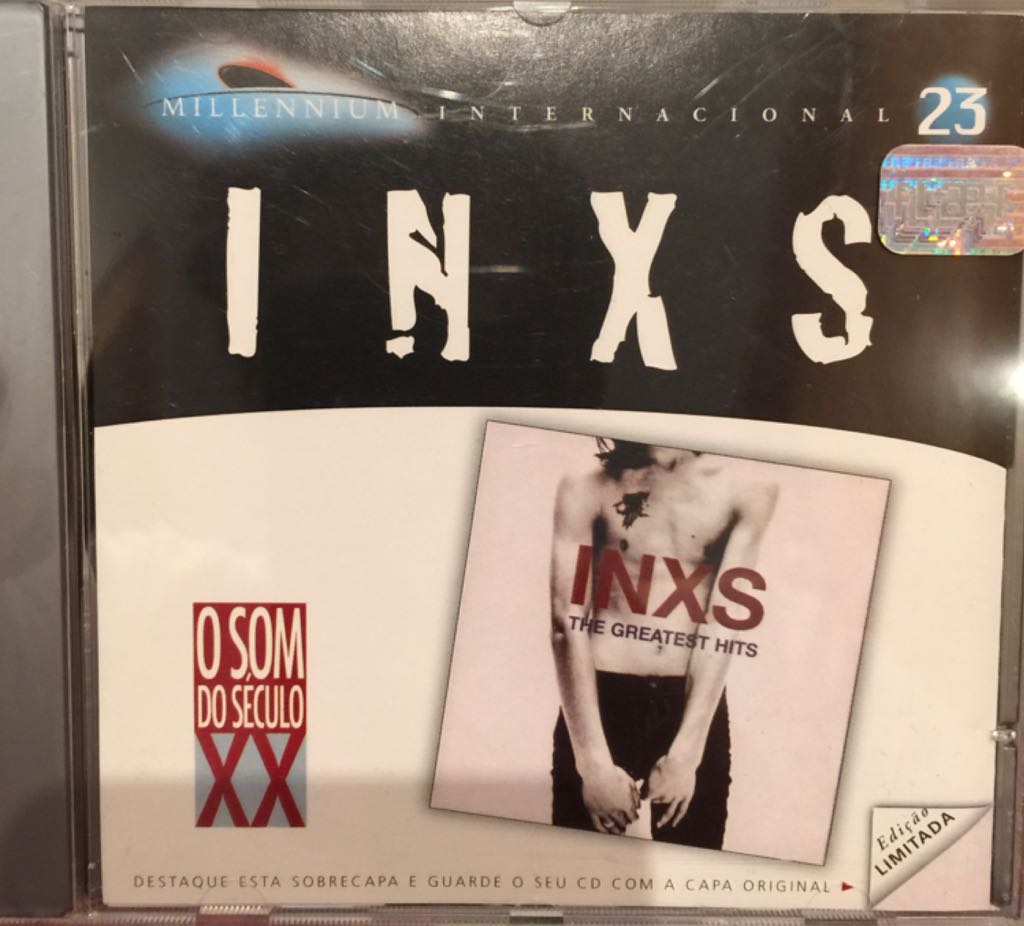 MILLENNIUM INTERNACIONAL 23
INXS
INXS
THE GREATEST HITS
O SOM
DO SÉCULO
XX
Edição
LIMITADA
DESTAQUE ESTA SOBRECAPA E GUARDE O SEU CD COM A CAPA ORIGINAL